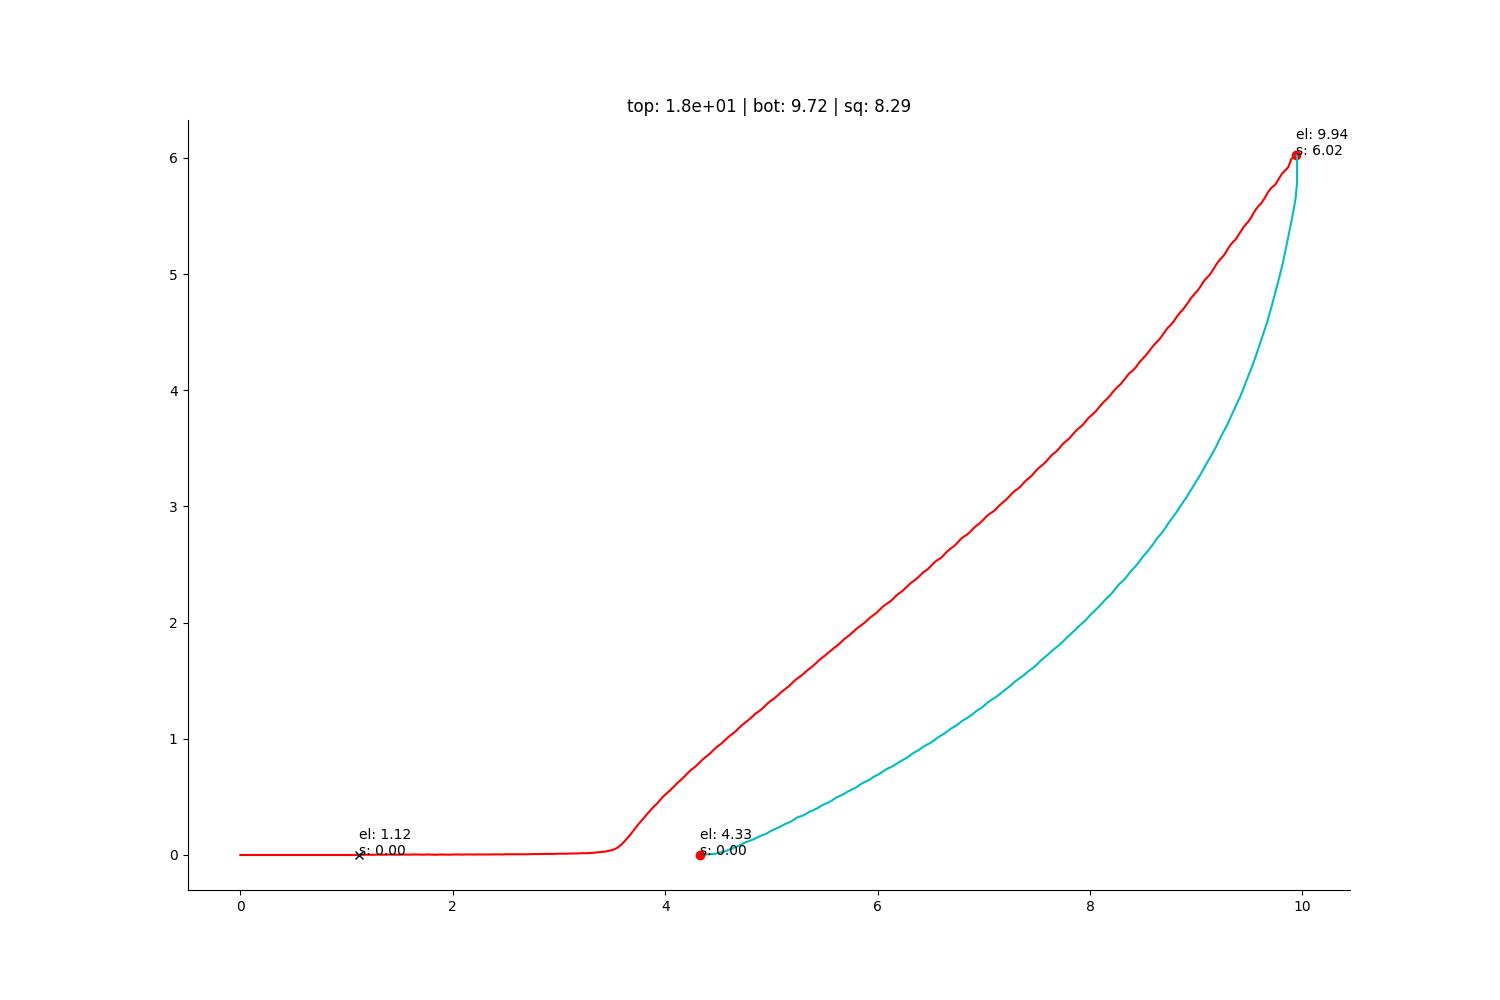 top: 1.8e+01 | bot: 9.72 | sq: 8.29
el: 9.94
s: 6.02
6
5
4
3
2
1
0
el: 1.12
s: 0.00
el: 4.33
s: 0.00
0 2 4 6 8 10